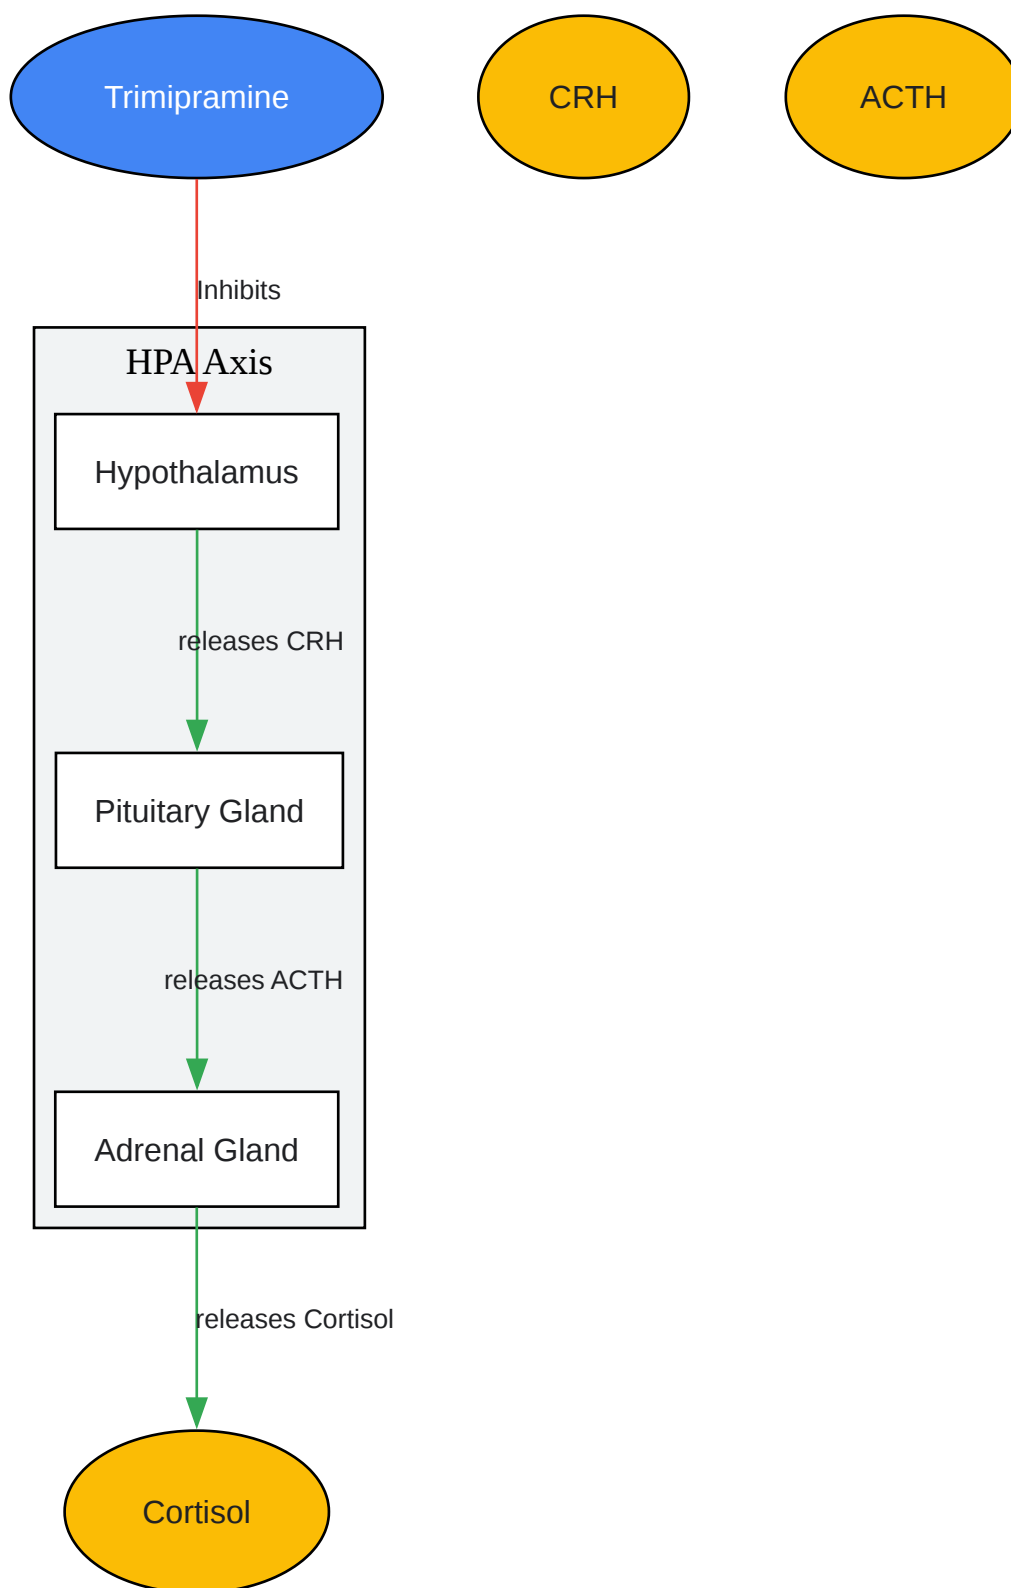 Trimipramine
CRH
ACTH
Inhibits
HPA Axis
Hypothalamus
releases CRH
Pituitary Gland
releases ACTH
Adrenal Gland
releases Cortisol
Cortisol